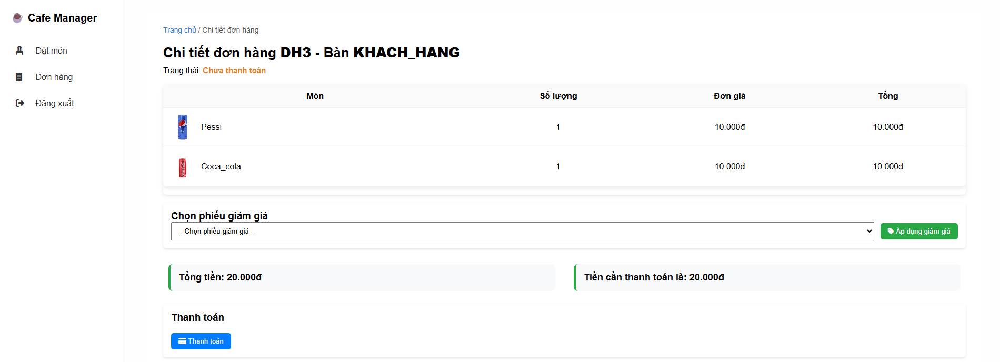 Cafe Manager
Đặt món
Đơn hàng
Đăng xuất
Trang chủ / Chi tiết đơn hàng
Chi tiết đơn hàng DH3 - Bàn KHACH_HANG
Trạng thái: Chưa thanh toán
Món Số lượng Đơn giá Tổng
Pessi 1 10.000đ 10.000đ
Coca_cola 1 10.000đ 10.000đ
Chọn phiếu giảm giá
-- Chọn phiếu giảm giá -- Áp dụng giảm giá
Tổng tiền: 20.000đ Tiền cần thanh toán là: 20.000đ
Thanh toán
Thanh toán